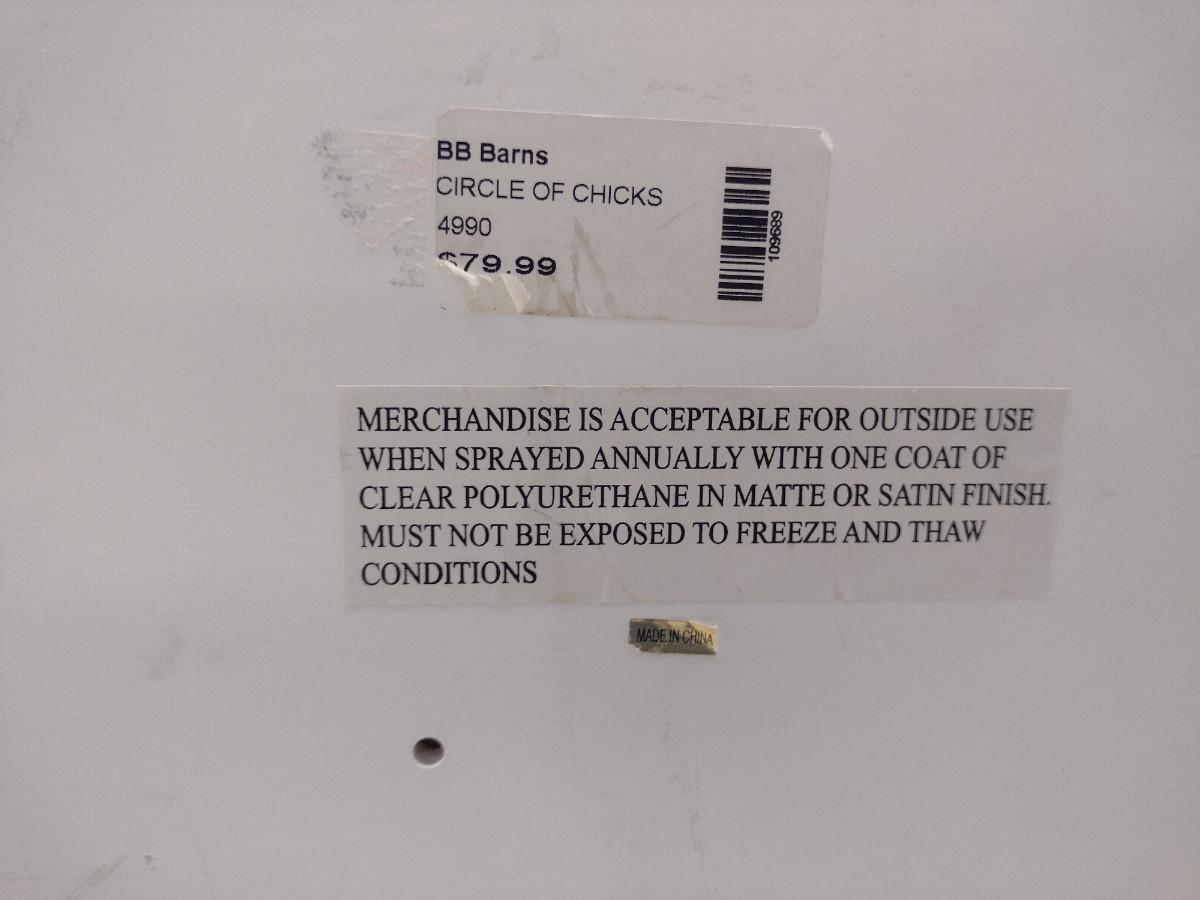 BB Barns
CIRCLE OF CHICKS
4990
$79.99
109689
MERCHANDISE IS ACCEPTABLE FOR OUTSIDE USE
WHEN SPRAYED ANNUALLY WITH ONE COAT OF
CLEAR POLYURETHANE IN MATTE OR SATIN FINISH.
MUST NOT BE EXPOSED TO FREEZE AND THAW
CONDITIONS
MADE IN CHINA